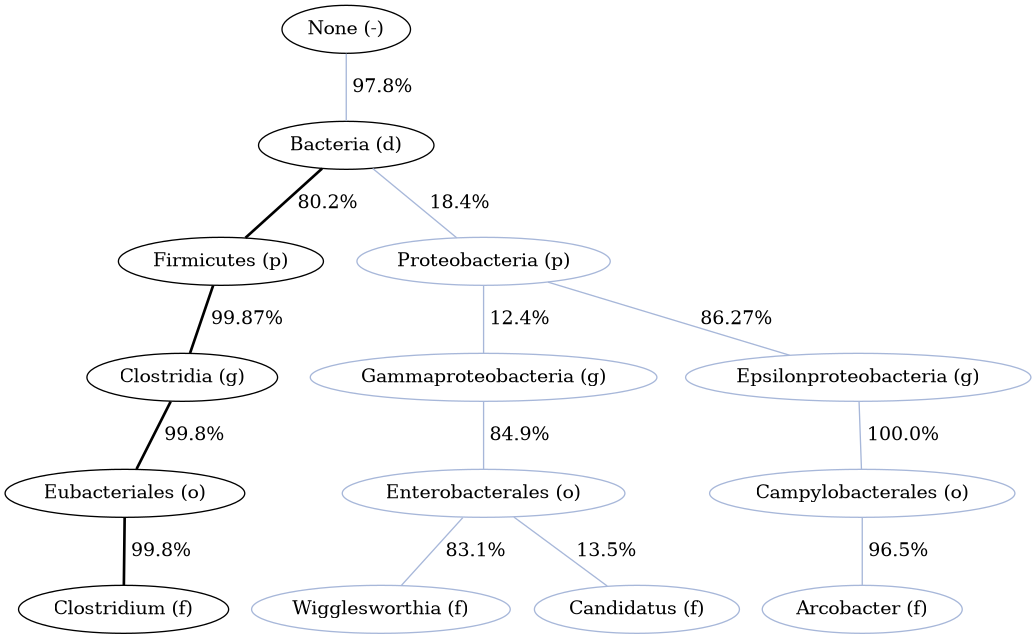 None (-)
97.8%
Bacteria (d)
80.2%
18.4%
Firmicutes (p)
Proteobacteria (p)
99.87%
12.4%
86.27%
Clostridia (g)
Gammaproteobacteria (g)
Epsilonproteobacteria (g)
99.8%
84.9%
100.0%
Eubacteriales (o)
Enterobacterales (o)
Campylobacterales (o)
99.8%
83.1%
13.5%
96.5%
Clostridium (f)
Wigglesworthia (f)
Candidatus (f)
Arcobacter (f)